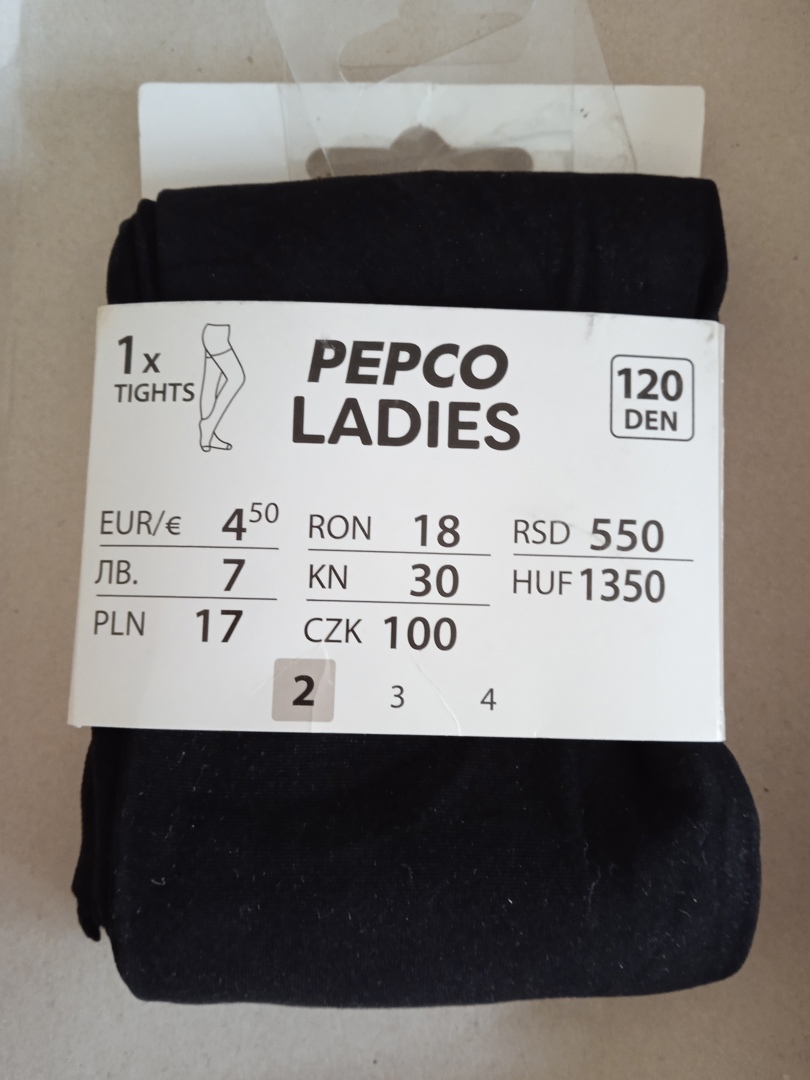 1x
TIGHTS
PEPCO
LADIES
120
DEN
EUR/€ 4⁵⁰
ЛВ. 7
PLN 17
RON 18
KN 30
CZK 100
RSD 550
HUF 1350
2 3 4